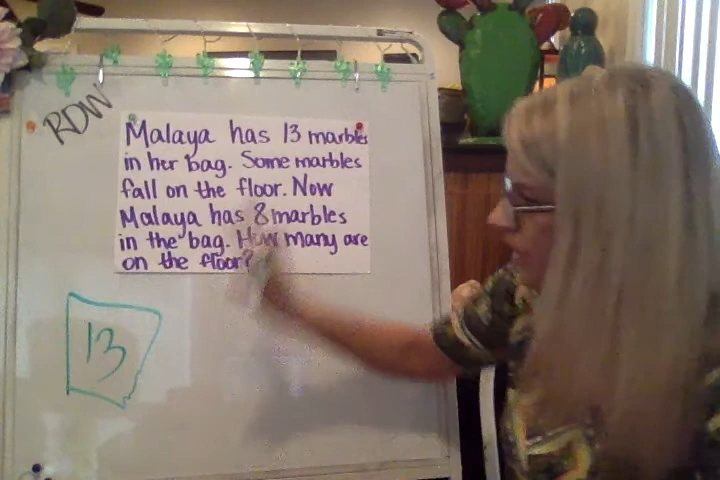 RDW
Malaya has 13 marbles
in her bag. Some marbles
fall on the floor. Now
Malaya has 8 marbles
in the bag. How many are
on the floor?
13